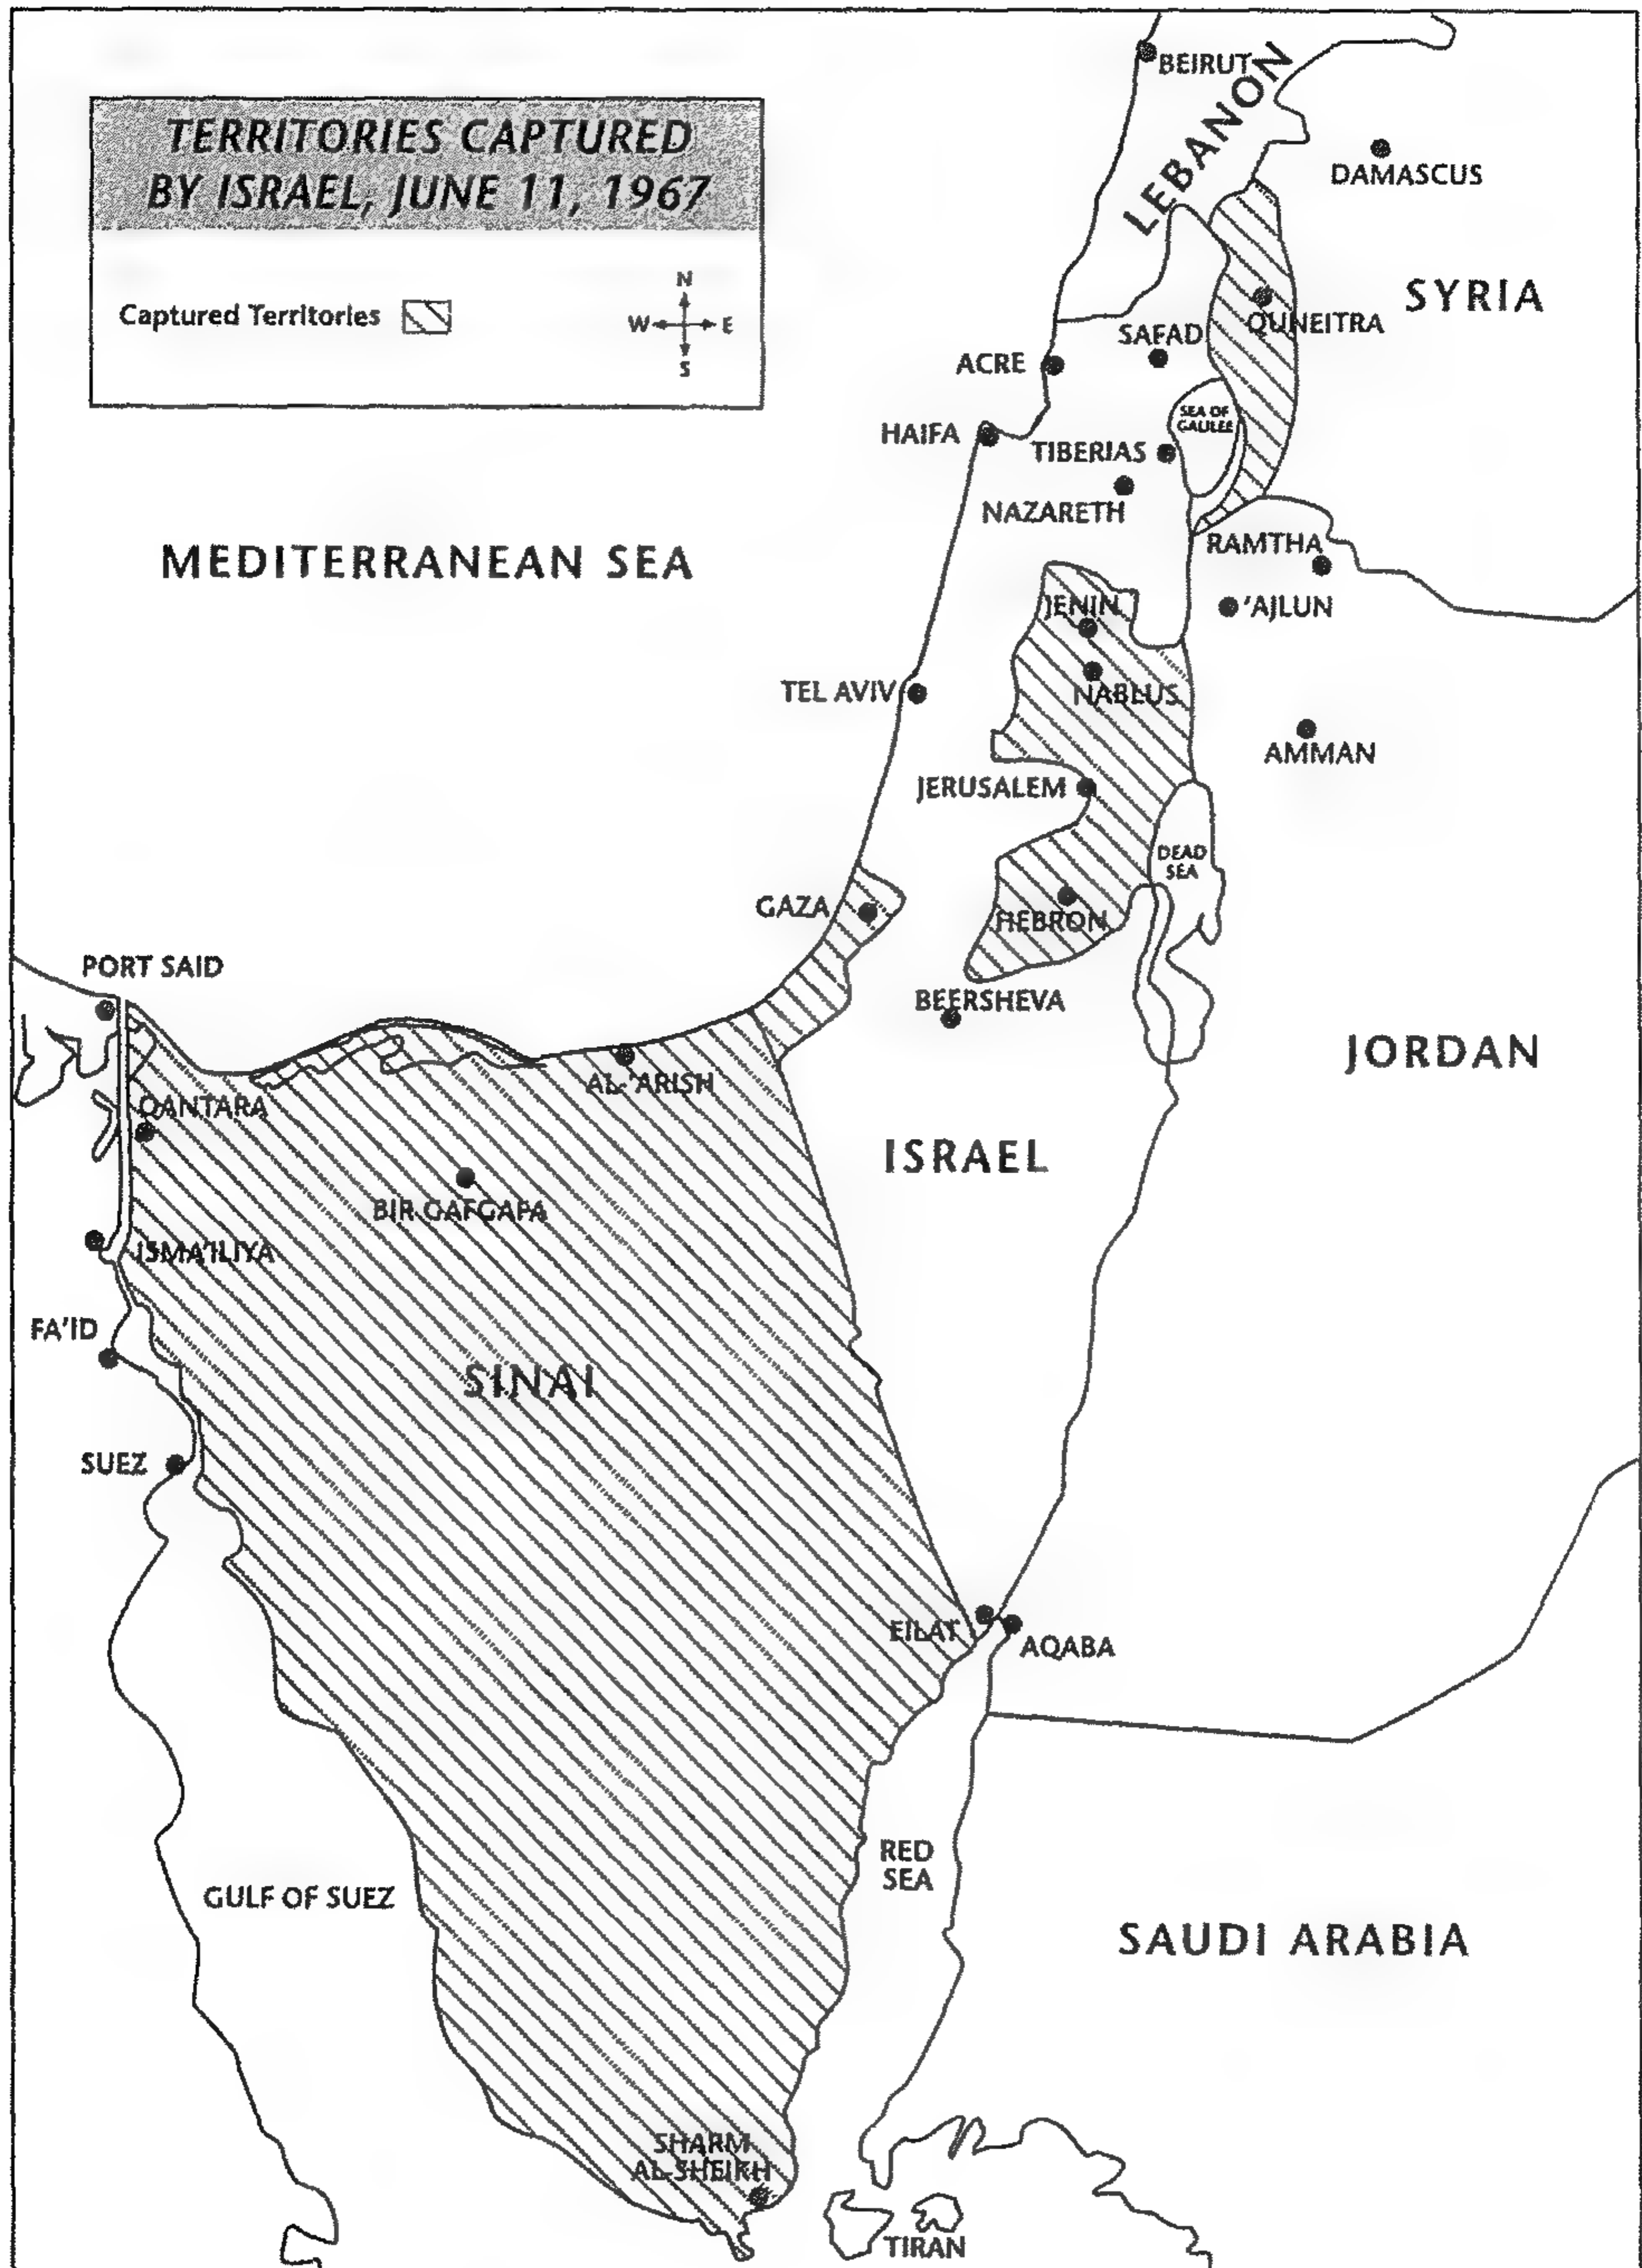 TERRITORIES CAPTURED
BY ISRAEL, JUNE 11, 1967
Captured Territories
N
W
E
S
BEIRUT
LEBANON
DAMASCUS
SYRIA
QUNEITRA
SAFAD
ACRE
SEA OF
GALILEE
HAIFA
TIBERIAS
NAZARETH
MEDITERRANEAN SEA
RAMTHA
JENIN
'AJLUN
TEL AVIV
NABLUS
AMMAN
JERUSALEM
DEAD
SEA
GAZA
HEBRON
PORT SAID
BEERSHEVA
JORDAN
AL-'ARISH
QANTARA
ISRAEL
BIR GAFGAFA
ISMA'ILIYA
FA'ID
SINAI
SUEZ
EILAT
AQABA
RED
SEA
GULF OF SUEZ
SAUDI ARABIA
SHARM
AL-SHEIKH
TIRAN